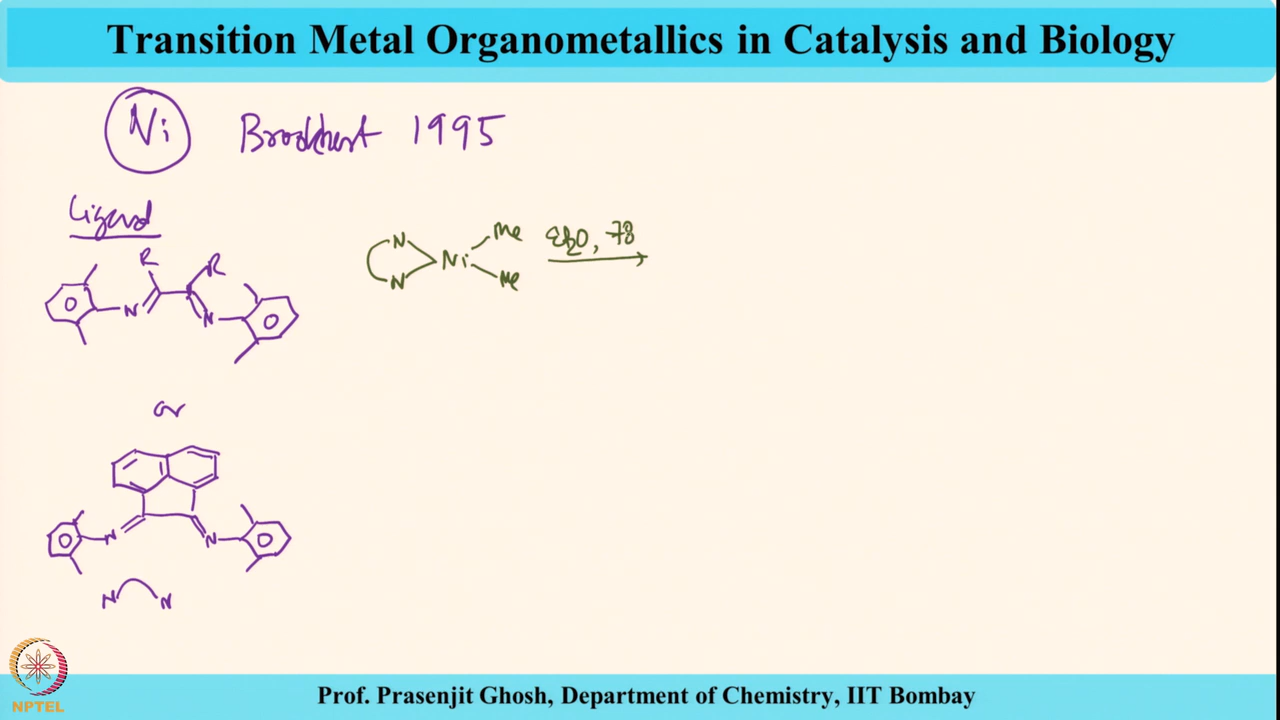 Transition Metal Organometallics in Catalysis and Biology
Ni Brookhart 1995
Ligand
R R
N N
N N Ni Me Me Et2O, 78
or
N N
N N
NPTEL
Prof. Prasenjit Ghosh, Department of Chemistry, IIT Bombay